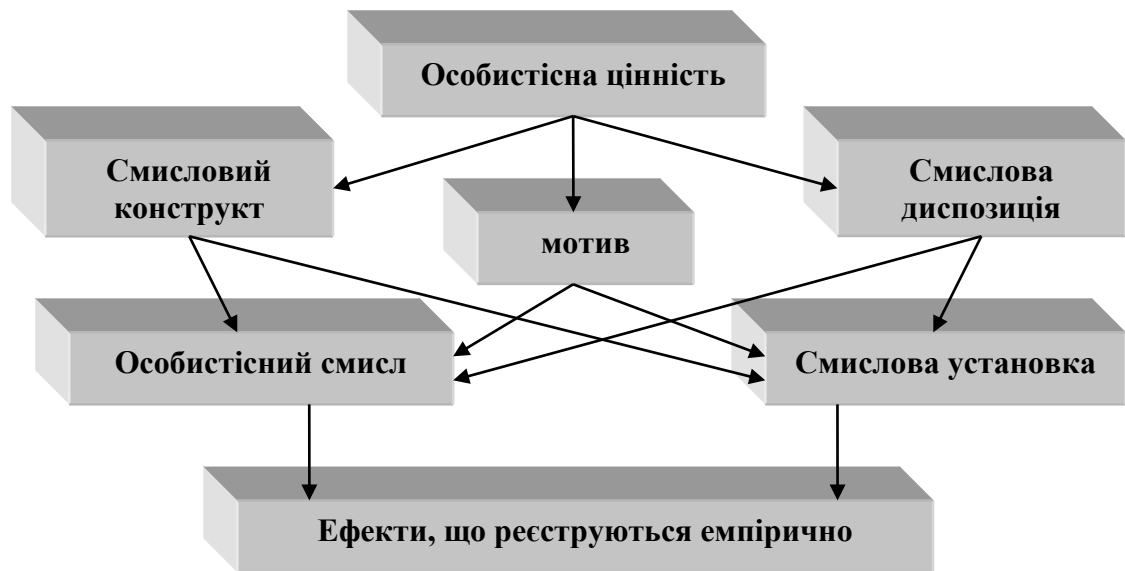 Особистісна цінність
Смисловий
конструкт
мотив
Смислова
диспозиція
Особистісний смисл
Смислова установка
Ефекти, що реєструються емпірично